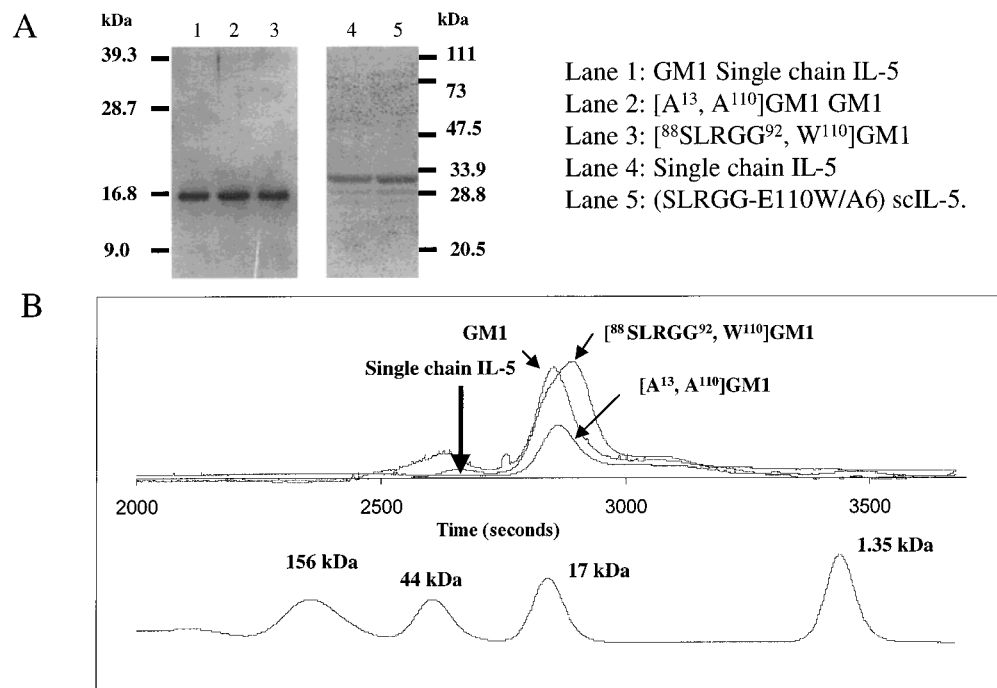 A
kDa
1 2 3
39.3
28.7
16.8
9.0
4 5
kDa
111
73
47.5
33.9
28.8
20.5
Lane 1: GM1 Single chain IL-5
Lane 2: [A¹³, A¹¹⁰]GM1 GM1
Lane 3: [⁸⁸SLRGG⁹², W¹¹⁰]GM1
Lane 4: Single chain IL-5
Lane 5: (SLRGG-E110W/A6) scIL-5.
B
GM1
[⁸⁸SLRGG⁹², W¹¹⁰]GM1
Single chain IL-5
[A¹³, A¹¹⁰]GM1
2000 2500 3000 3500
Time (seconds)
156 kDa
44 kDa
17 kDa
1.35 kDa